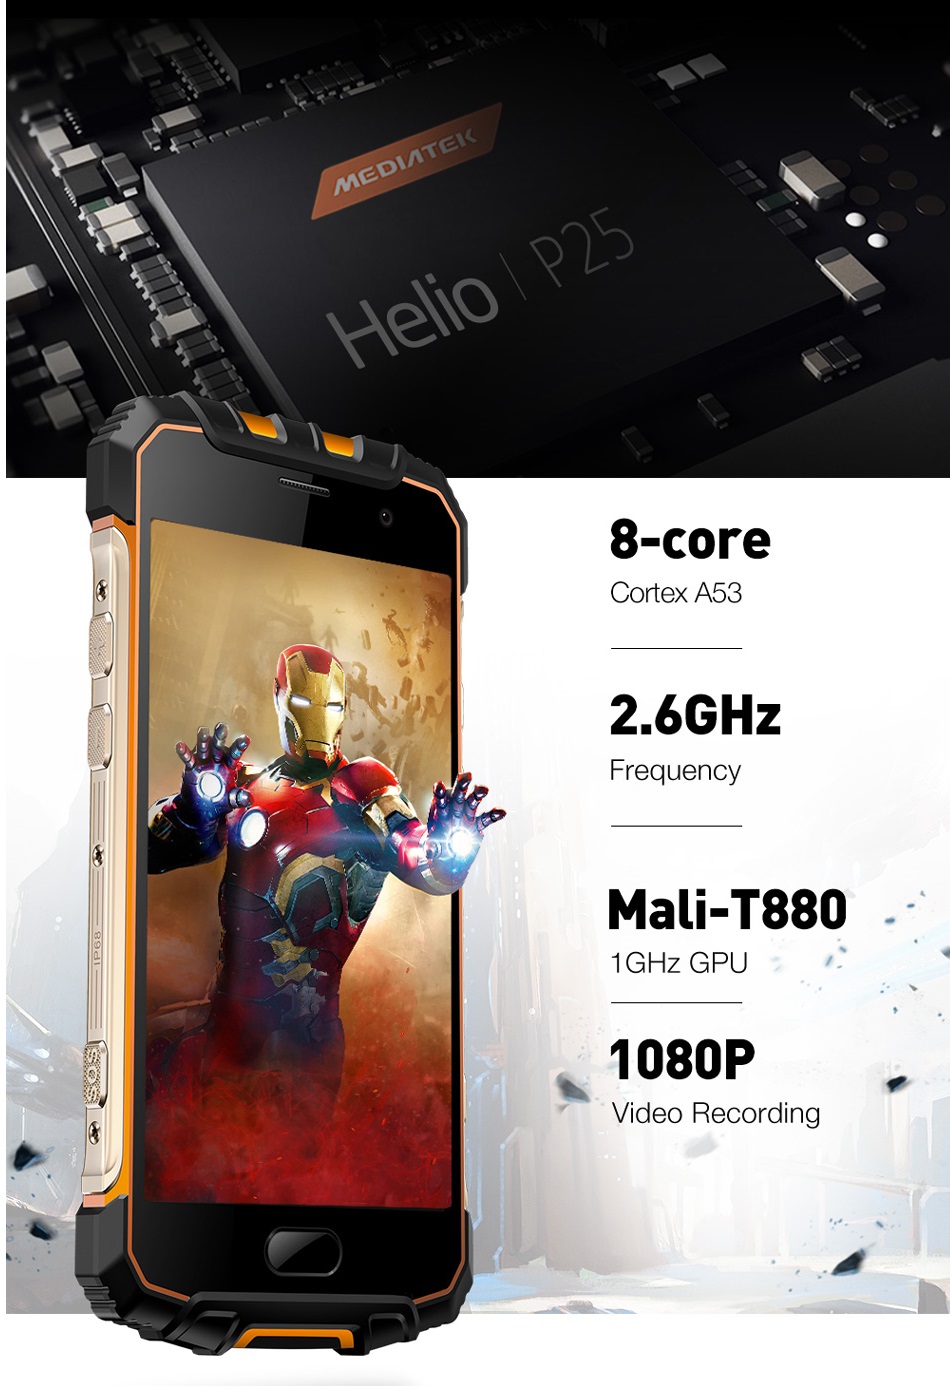 MEDIATEK
Helio | P25
8-core
Cortex A53
2.6GHz
Frequency
Mali-T880
1GHz GPU
1080P
Video Recording
IP68
SOS